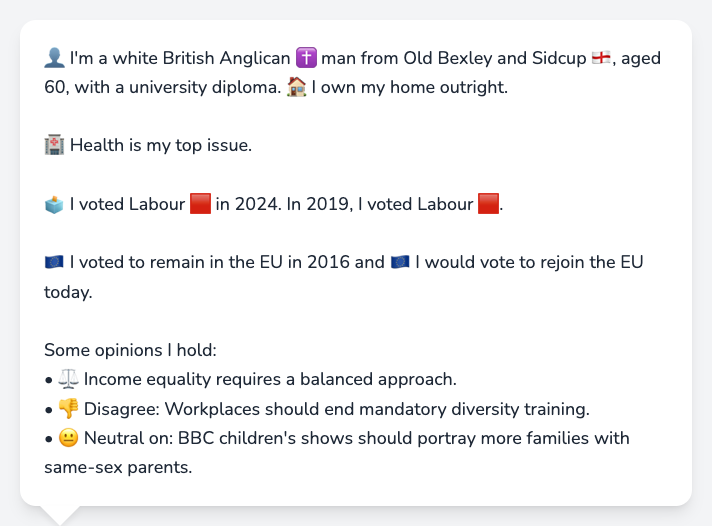 👤 I'm a white British Anglican ✝️ man from Old Bexley and Sidcup 🏴󠁧󠁢󠁥󠁮󠁧󠁿, aged
60, with a university diploma. 🏠 I own my home outright.
🏥 Health is my top issue.
🗳️ I voted Labour 🟥 in 2024. In 2019, I voted Labour 🟥.
🇪🇺 I voted to remain in the EU in 2016 and 🇪🇺 I would vote to rejoin the EU
today.
Some opinions I hold:
• ⚖️ Income equality requires a balanced approach.
• 👎 Disagree: Workplaces should end mandatory diversity training.
• 😐 Neutral on: BBC children's shows should portray more families with
same-sex parents.